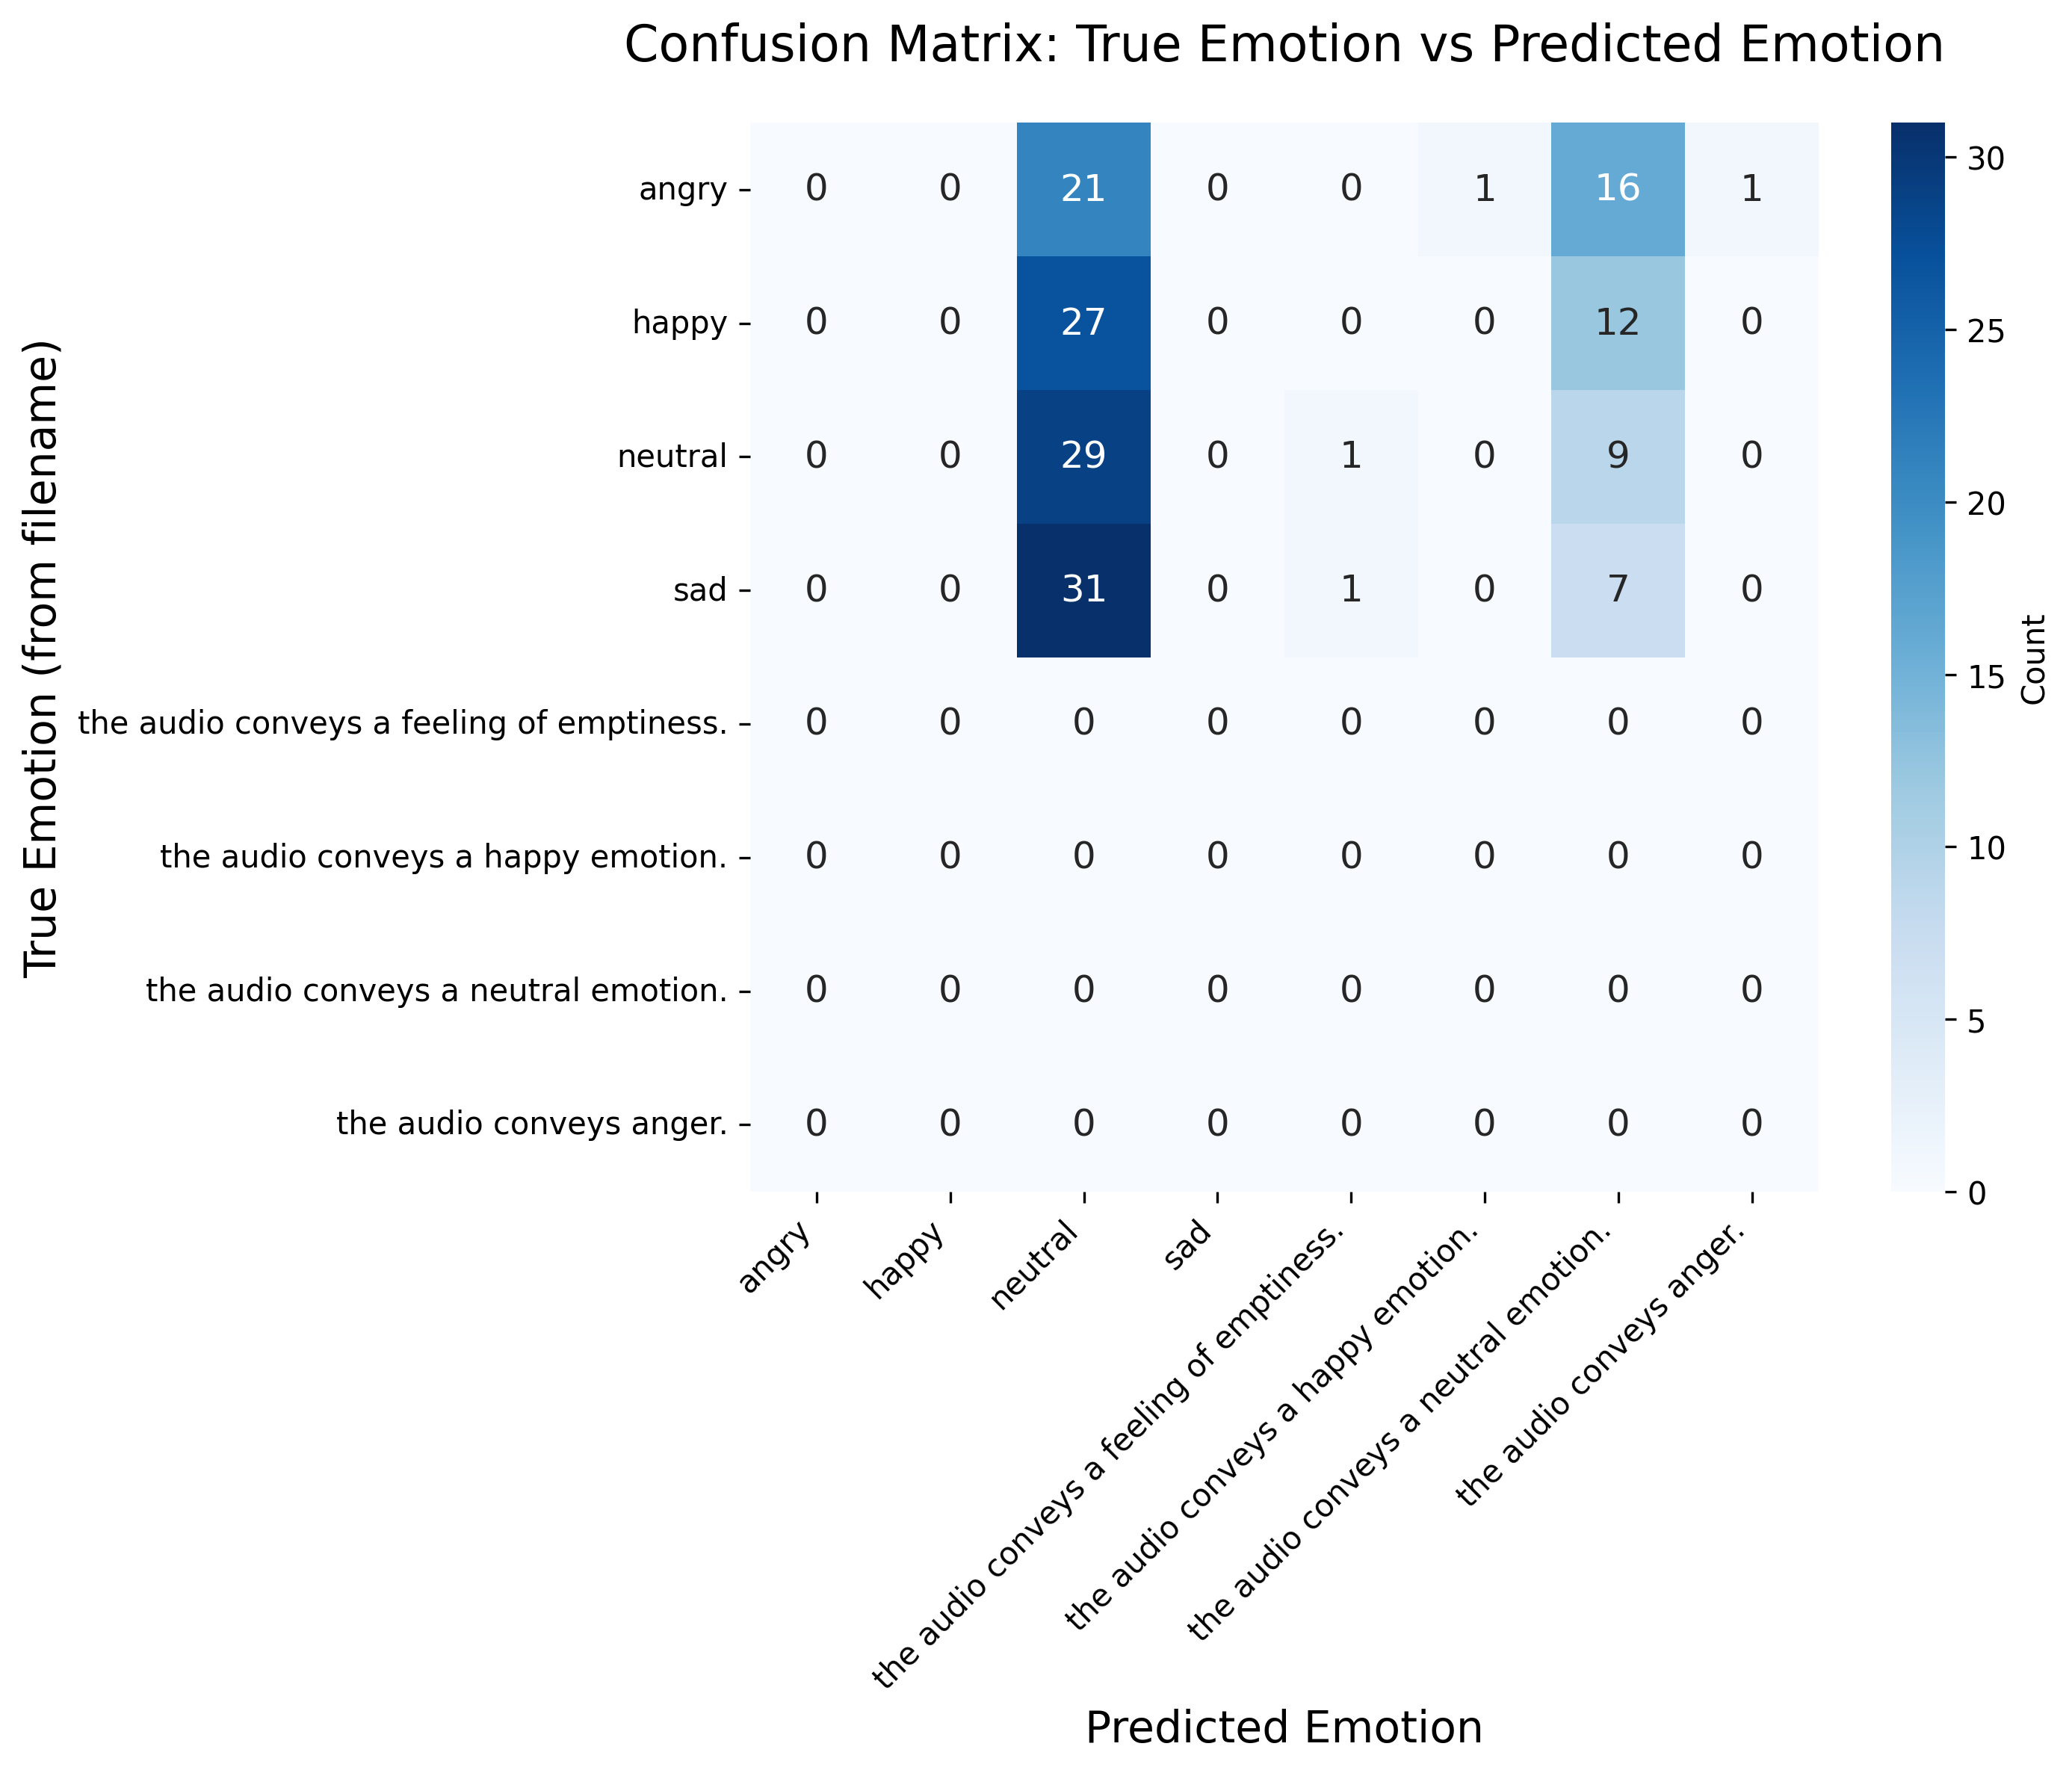 Confusion Matrix: True Emotion vs Predicted Emotion
True Emotion (from filename)
angry 0 0 21 0 0 1 16 1
happy 0 0 27 0 0 0 12 0
neutral 0 0 29 0 1 0 9 0
sad 0 0 31 0 1 0 7 0
the audio conveys a feeling of emptiness. 0 0 0 0 0 0 0 0
the audio conveys a happy emotion. 0 0 0 0 0 0 0 0
the audio conveys a neutral emotion. 0 0 0 0 0 0 0 0
the audio conveys anger. 0 0 0 0 0 0 0 0
angry
happy
neutral
sad
the audio conveys a feeling of emptiness.
the audio conveys a happy emotion.
the audio conveys a neutral emotion.
the audio conveys anger.
Predicted Emotion
30
25
20
15
10
5
0
Count